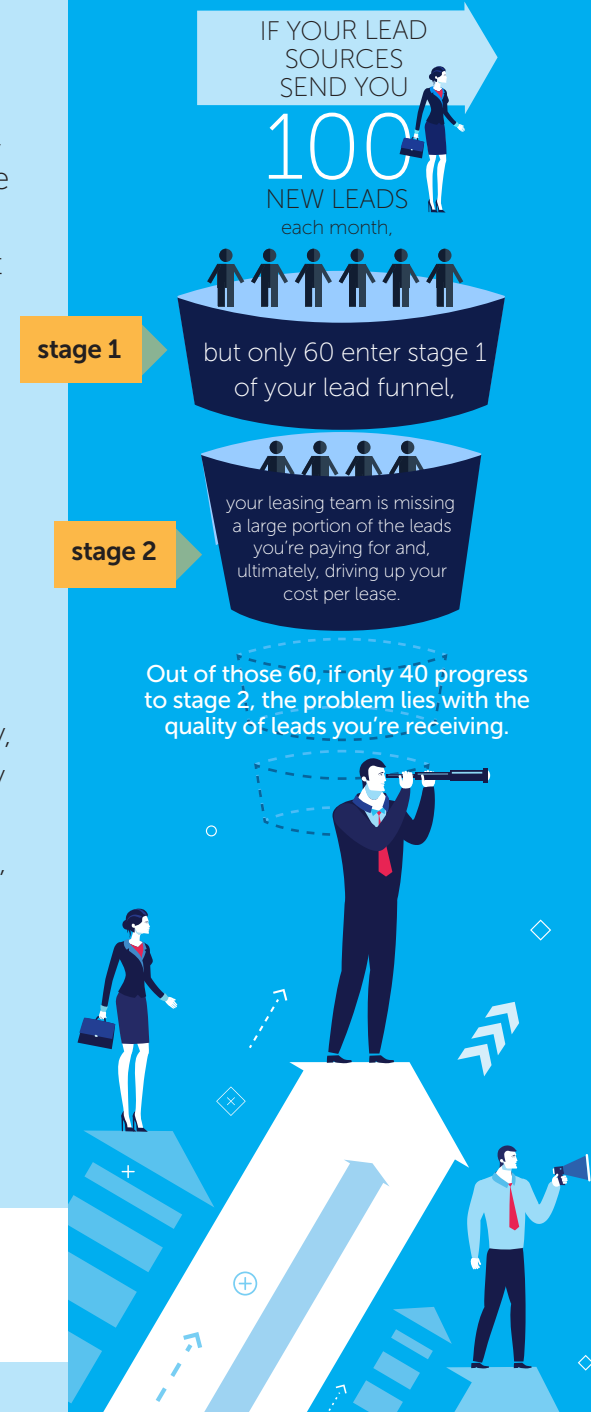 IF YOUR LEAD
SOURCES
SEND YOU
100
NEW LEADS
each month,
stage 1
but only 60 enter stage 1
of your lead funnel,
stage 2
your leasing team is missing
a large portion of the leads
you're paying for and,
ultimately, driving up your
cost per lease.
Out of those 60, if only 40 progress
to stage 2, the problem lies with the
quality of leads you're receiving.